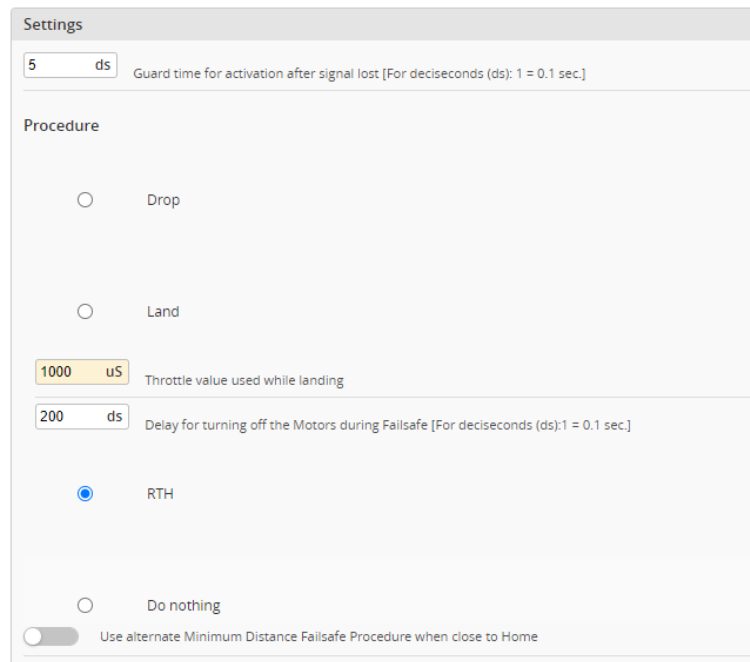 Settings
5 ds Guard time for activation after signal lost [For deciseconds (ds): 1 = 0.1 sec.]
Procedure
Drop
Land
1000 uS Throttle value used while landing
200 ds Delay for turning off the Motors during Failsafe [For deciseconds (ds):1 = 0.1 sec.]
RTH
Do nothing
Use alternate Minimum Distance Failsafe Procedure when close to Home